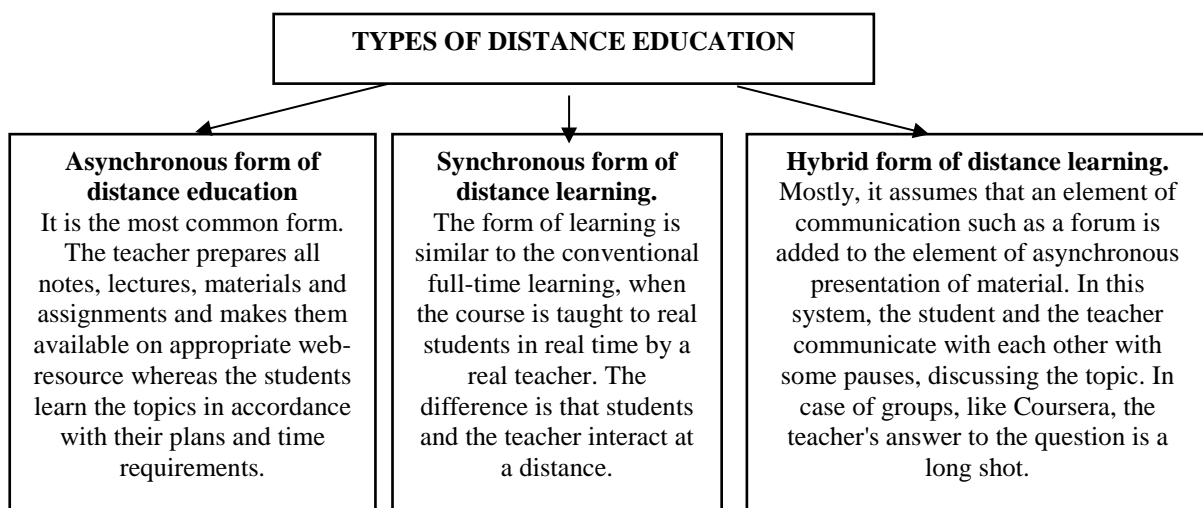 TYPES OF DISTANCE EDUCATION
Asynchronous form of
distance education
It is the most common form.
The teacher prepares all
notes, lectures, materials and
assignments and makes them
available on appropriate web-
resource whereas the students
learn the topics in accordance
with their plans and time
requirements.
Synchronous form of
distance learning.
The form of learning is
similar to the conventional
full-time learning, when
the course is taught to real
students in real time by a
real teacher. The
difference is that students
and the teacher interact at
a distance.
Hybrid form of distance learning.
Mostly, it assumes that an element of
communication such as a forum is
added to the element of asynchronous
presentation of material. In this
system, the student and the teacher
communicate with each other with
some pauses, discussing the topic. In
case of groups, like Coursera, the
teacher's answer to the question is a
long shot.